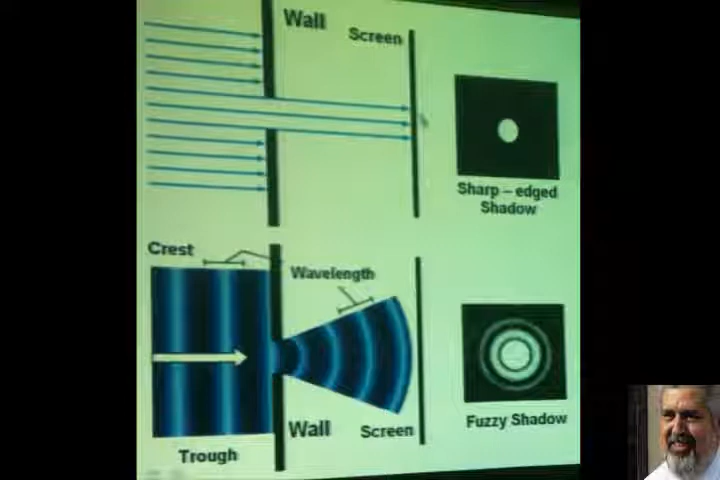 Wall
Screen
Sharp – edged
Shadow
Crest
Wavelength
Wall
Screen
Trough
Fuzzy Shadow